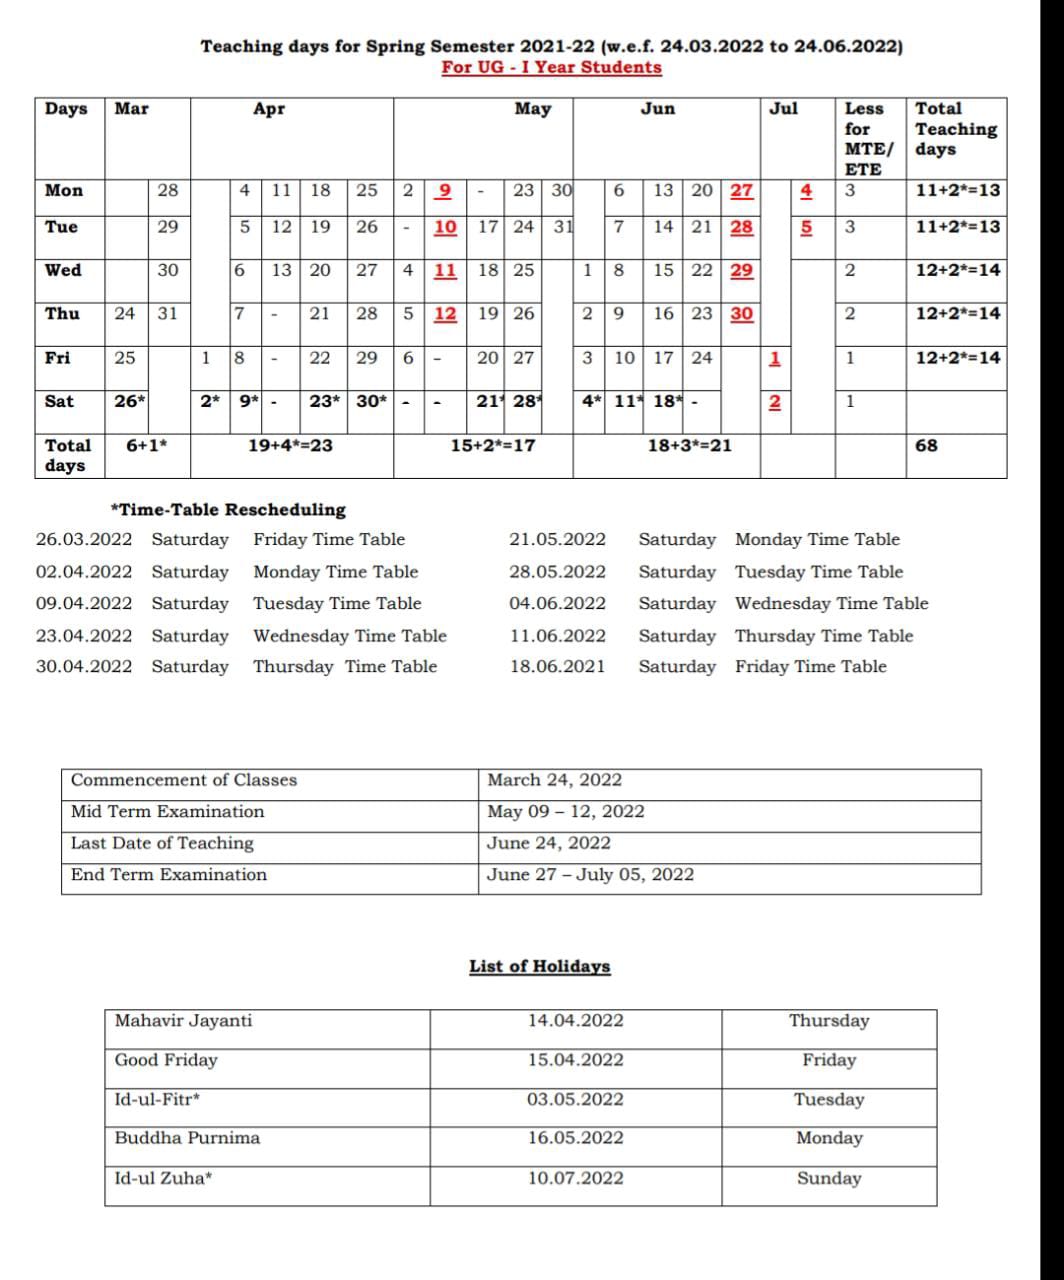 Teaching days for Spring Semester 2021-22 (w.e.f. 24.03.2022 to 24.06.2022)
For UG - I Year Students
Days Mar Apr May Jun Jul Less for MTE/ ETE Total Teaching days
Mon 28 4 11 18 25 2 9 - 23 30 6 13 20 27 4 3 11+2*=13
Tue 29 5 12 19 26 - 10 17 24 31 7 14 21 28 5 3 11+2*=13
Wed 30 6 13 20 27 4 11 18 25 1 8 15 22 29 2 12+2*=14
Thu 24 31 7 - 21 28 5 12 19 26 2 9 16 23 30 2 12+2*=14
Fri 25 1 8 - 22 29 6 - 20 27 3 10 17 24 1 1 12+2*=14
Sat 26* 2* 9* - 23* 30* - - 21* 28* 4* 11* 18* - 2 1
Total days 6+1* 19+4*=23 15+2*=17 18+3*=21 68
*Time-Table Rescheduling
26.03.2022 Saturday Friday Time Table 21.05.2022 Saturday Monday Time Table
02.04.2022 Saturday Monday Time Table 28.05.2022 Saturday Tuesday Time Table
09.04.2022 Saturday Tuesday Time Table 04.06.2022 Saturday Wednesday Time Table
23.04.2022 Saturday Wednesday Time Table 11.06.2022 Saturday Thursday Time Table
30.04.2022 Saturday Thursday Time Table 18.06.2021 Saturday Friday Time Table
Commencement of Classes March 24, 2022
Mid Term Examination May 09 – 12, 2022
Last Date of Teaching June 24, 2022
End Term Examination June 27 – July 05, 2022
List of Holidays
Mahavir Jayanti 14.04.2022 Thursday
Good Friday 15.04.2022 Friday
Id-ul-Fitr* 03.05.2022 Tuesday
Buddha Purnima 16.05.2022 Monday
Id-ul Zuha* 10.07.2022 Sunday